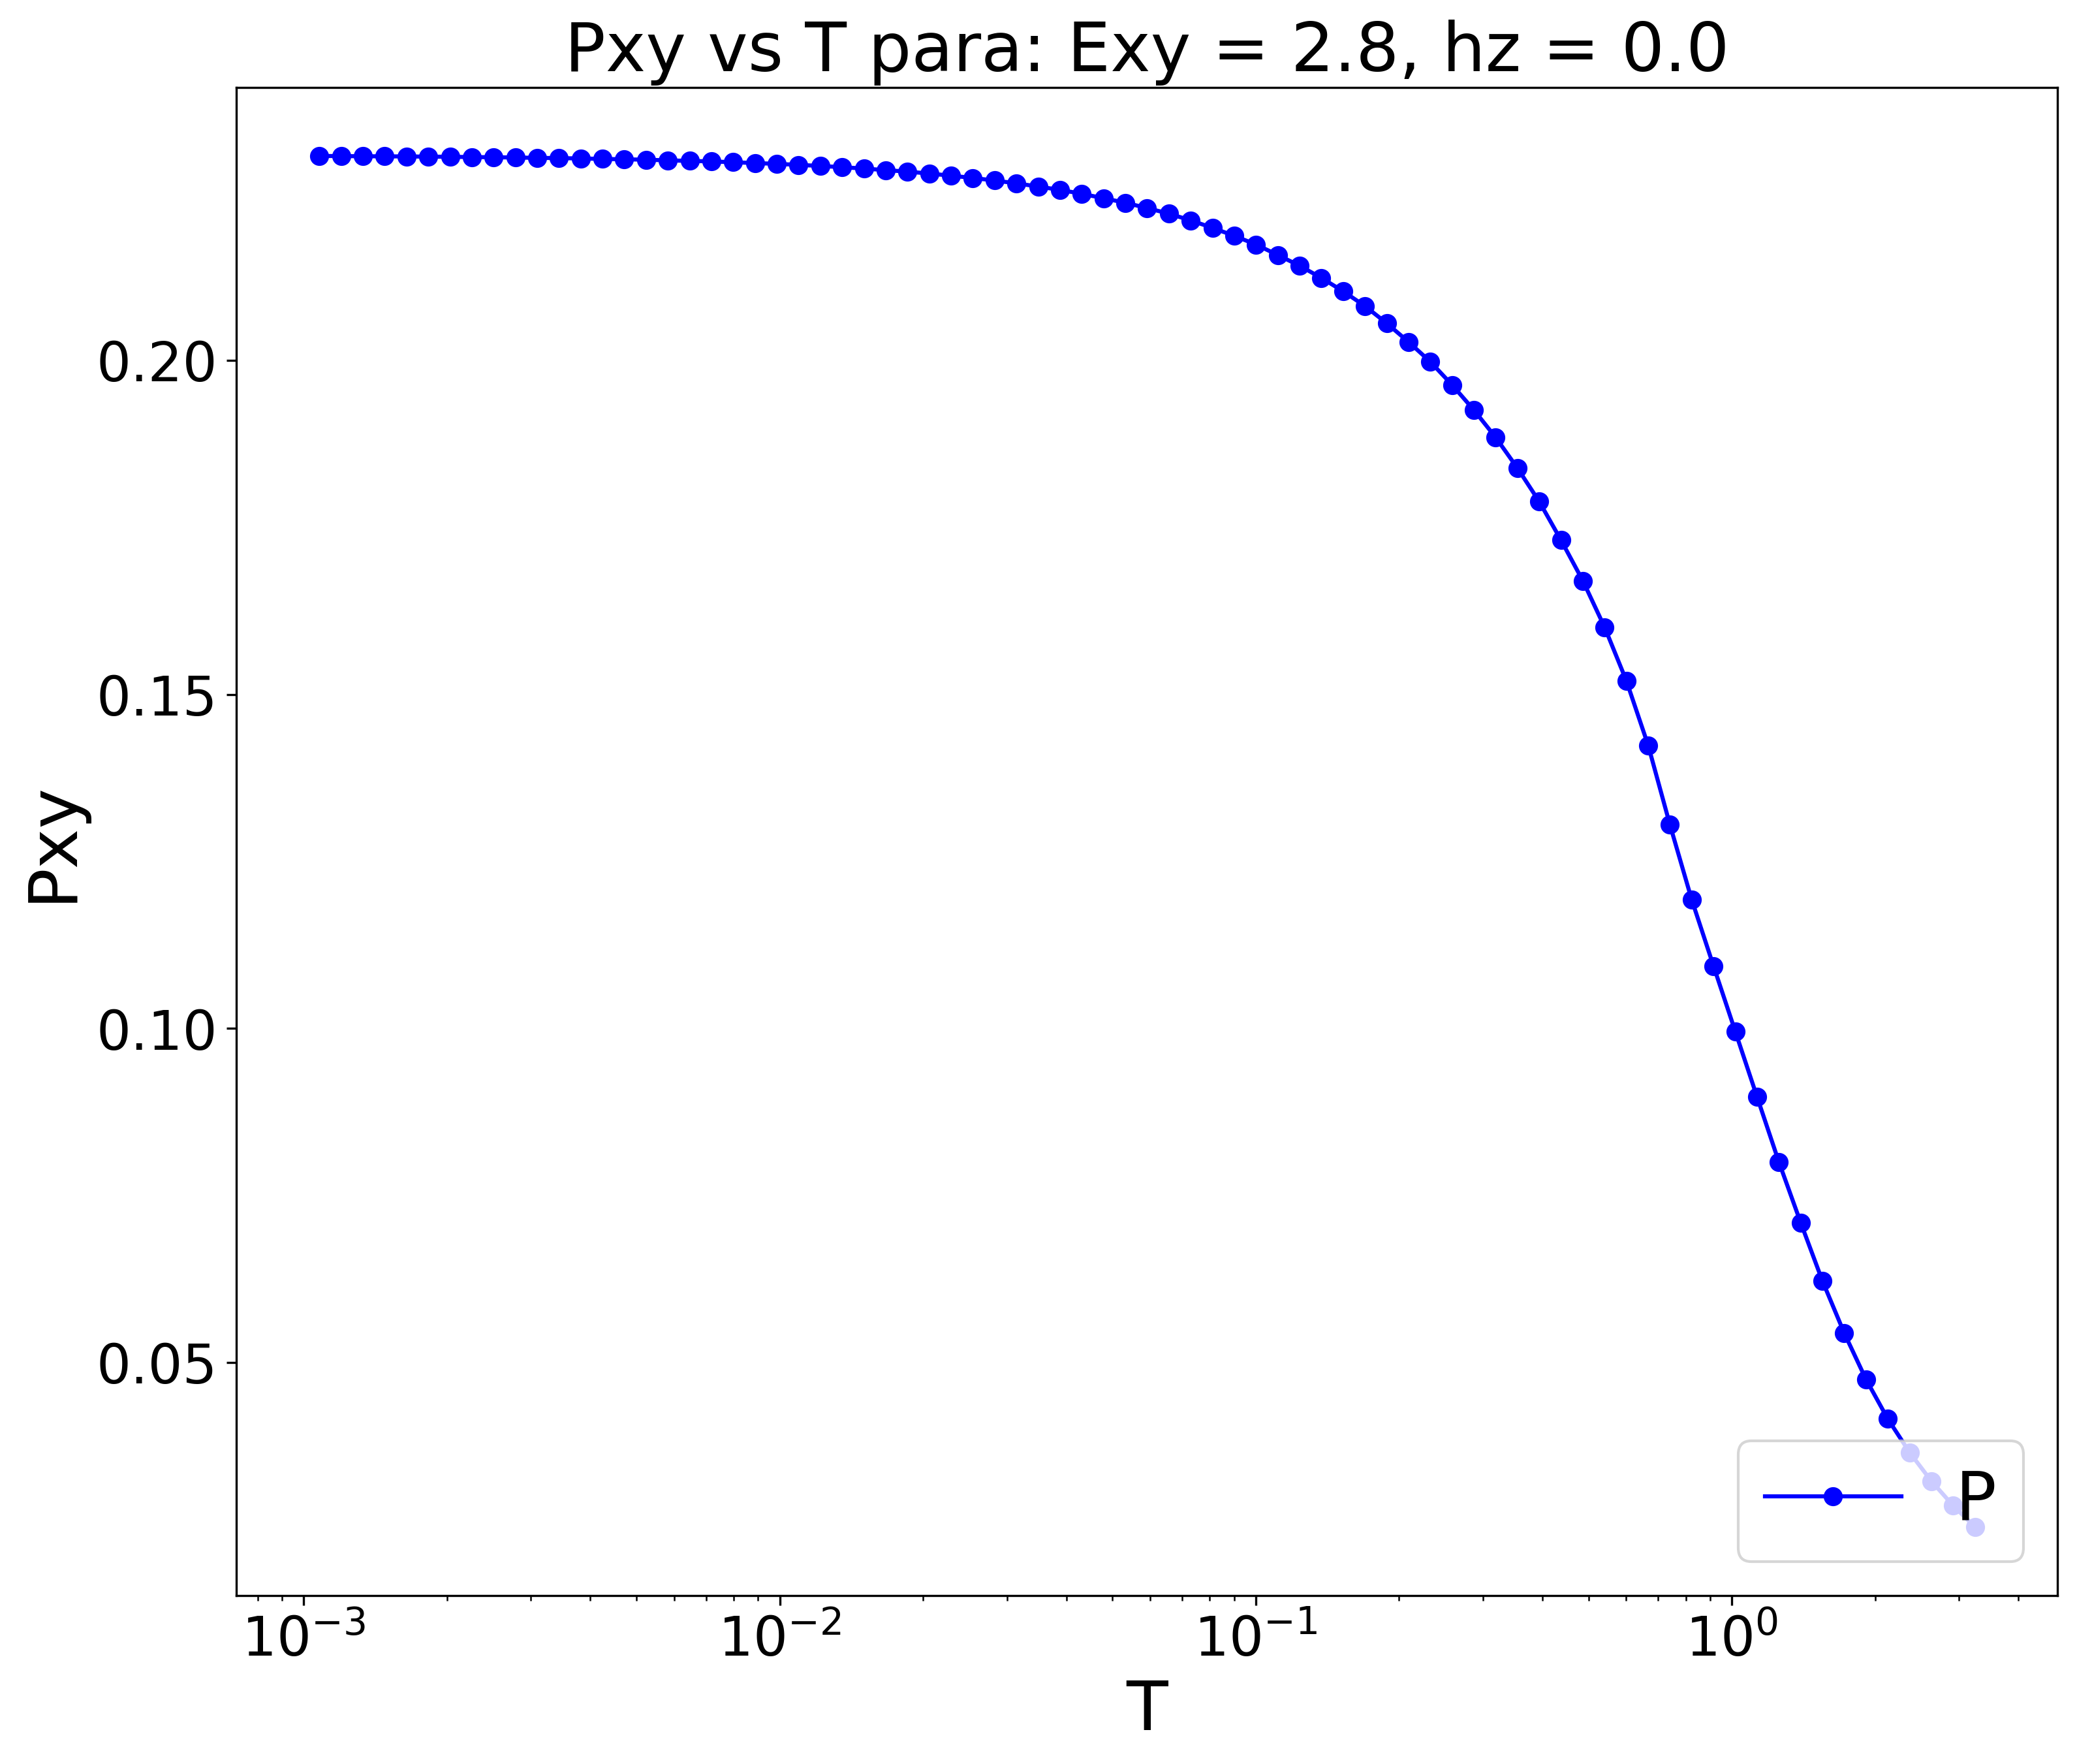 Pxy vs T para: Exy = 2.8, hz = 0.0
Pxy
0.20
0.15
0.10
0.05
P
10⁻³ 10⁻² 10⁻¹ 10⁰
T